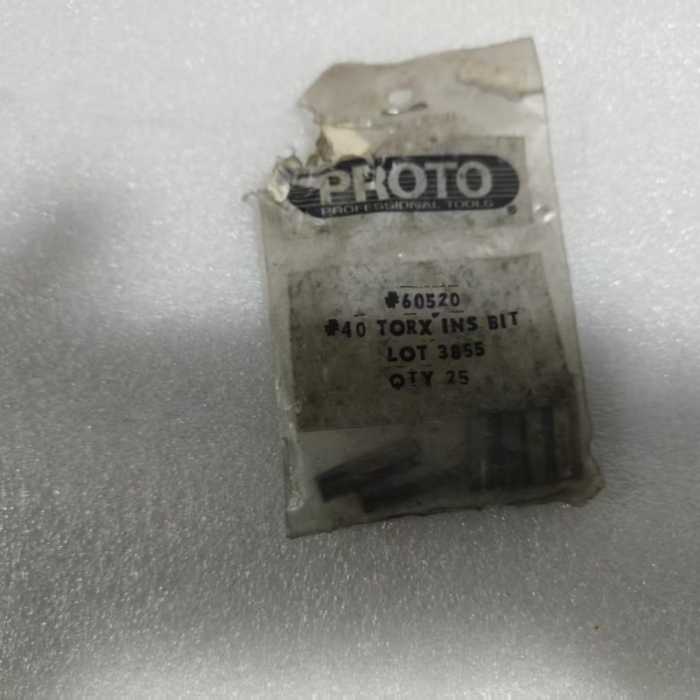 PROTO
PROFESSIONAL TOOLS ®
#60520
#40 TORX INS BIT
LOT 3855
QTY 25